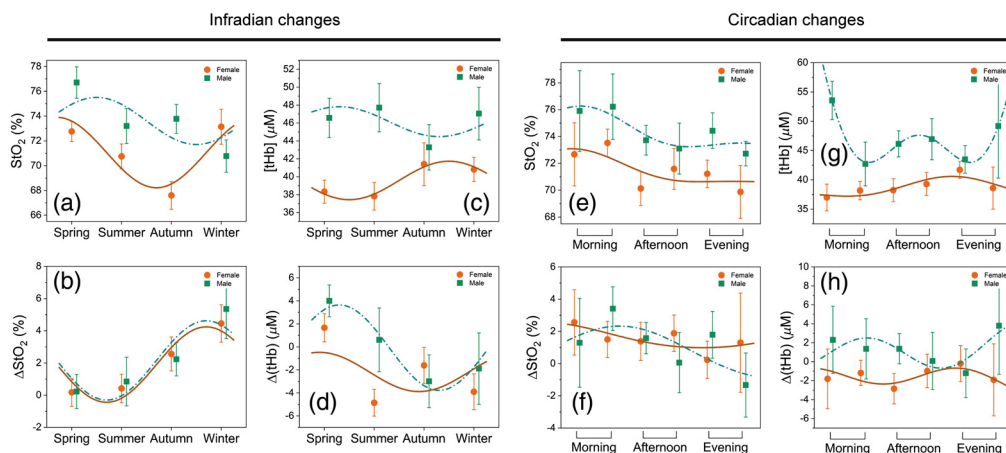 Infradian changes
Circadian changes
StO2 (%)
78
76
74
72
70
68
66
Female
Male
(a)
Spring Summer Autumn Winter
[tHb] (μM)
52
50
48
46
44
42
40
38
36
Female
Male
(c)
Spring Summer Autumn Winter
StO2 (%)
78
76
74
72
70
68
Female
Male
(e)
Morning Afternoon Evening
[tHb] (μM)
60
55
50
45
40
35
Female
Male
(g)
Morning Afternoon Evening
ΔStO2 (%)
8
6
4
2
0
-2
Female
Male
(b)
Spring Summer Autumn Winter
Δ(tHb) (μM)
6
4
2
0
-2
-4
-6
Female
Male
(d)
Spring Summer Autumn Winter
ΔStO2 (%)
6
4
2
0
-2
-4
Female
Male
(f)
Morning Afternoon Evening
Δ(tHb) (μM)
10
8
6
4
2
0
-2
-4
-6
Female
Male
(h)
Morning Afternoon Evening